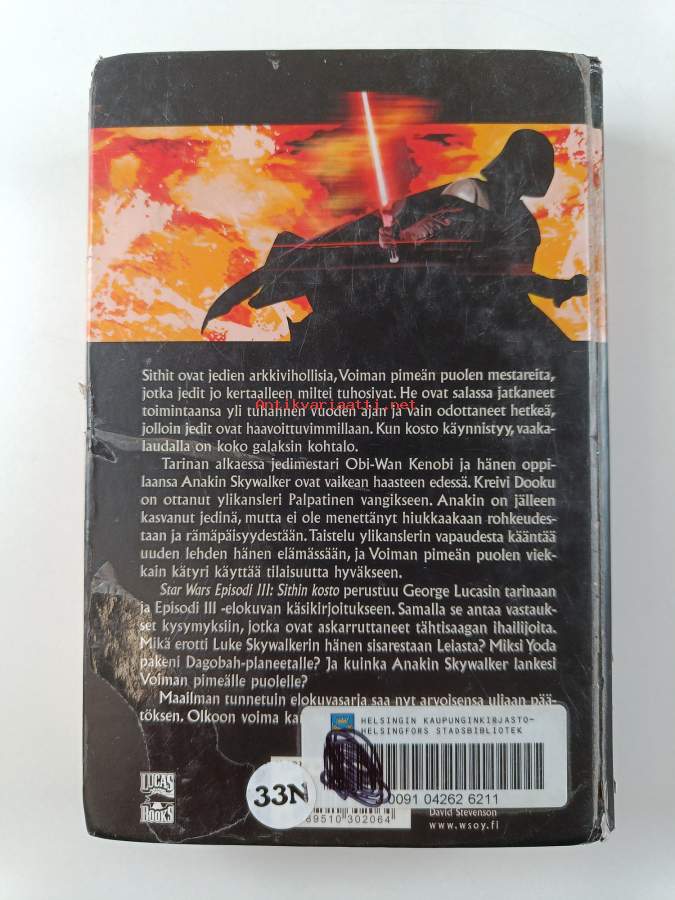 Sithit ovat jedien arkkivihollisia, Voiman pimeän puolen mestareita,
jotka jedit jo kertaalleen miltei tuhosivat. He ovat salassa jatkaneet
toimintaansa yli tuhannen vuoden ajan ja vain odottaneet hetkeä,
Antikvariaatti.net
jolloin jedit ovat haavoittuvimmillaan. Kun kosto käynnistyy, vaaka-
laudalla on koko galaksin kohtalo.
Tarinan alkaessa jedimestari Obi-Wan Kenobi ja hänen oppi-
laansa Anakin Skywalker ovat vaikean haasteen edessä. Kreivi Dooku
on ottanut ylikansleri Palpatinen vangikseen. Anakin on jälleen
kasvanut jedinä, mutta ei ole menettänyt hiukkaakaan rohkeudes-
taan ja rämäpäisyydestään. Taistelu ylikanslerin vapaudesta kääntää
uuden lehden hänen elämässään, ja Voiman pimeän puolen viek-
kain kätyri käyttää tilaisuutta hyväkseen.
Star Wars Episodi III: Sithin kosto perustuu George Lucasin tarinaan
ja Episodi III -elokuvan käsikirjoitukseen. Samalla se antaa vastauk-
set kysymyksiin, jotka ovat askarruttaneet tähtisaagan ihailijoita.
Mikä erotti Luke Skywalkerin hänen sisarestaan Leiasta? Miksi Yoda
pakeni Dagobah-planeetalle? Ja kuinka Anakin Skywalker lankesi
Voiman pimeälle puolelle?
Maailman tunnetuin elokuvasarja saa nyt arvoisensa uljaan pää-
töksen. Olkoon voima ka
HELSINGIN KAUPUNGINKIRJASTO-
HELSINGFORS STADSBIBLIOTEK
0091 04262 6211
33N
LUCAS
BOOKS
89510 302064
David Stevenson
www.wsoy.fi